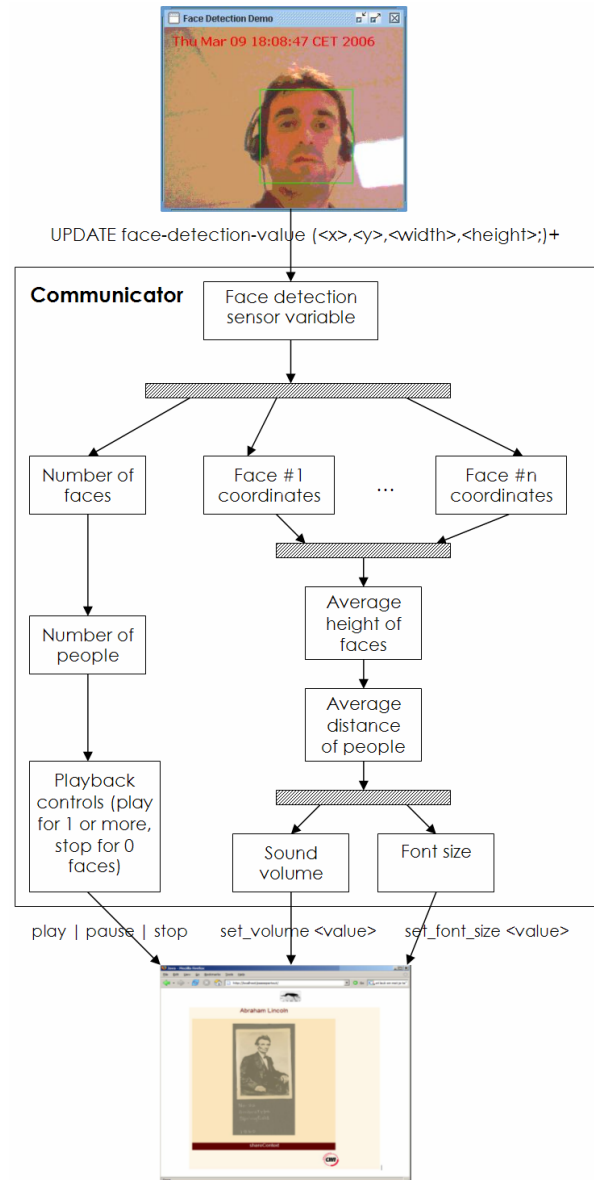 Face Detection Demo
Thu Mar 09 18:08:47 CET 2006
UPDATE face-detection-value (<x>,<y>,<width>,<height>;)+
Communicator
Face detection
sensor variable
Number of
faces
Face #1
coordinates
...
Face #n
coordinates
Average
height of
faces
Number of
people
Average
distance
of people
Playback
controls (play
for 1 or more,
stop for 0
faces)
Sound
volume
Font size
play | pause | stop
set_volume <value>
set_font_size <value>
Abraham Lincoln